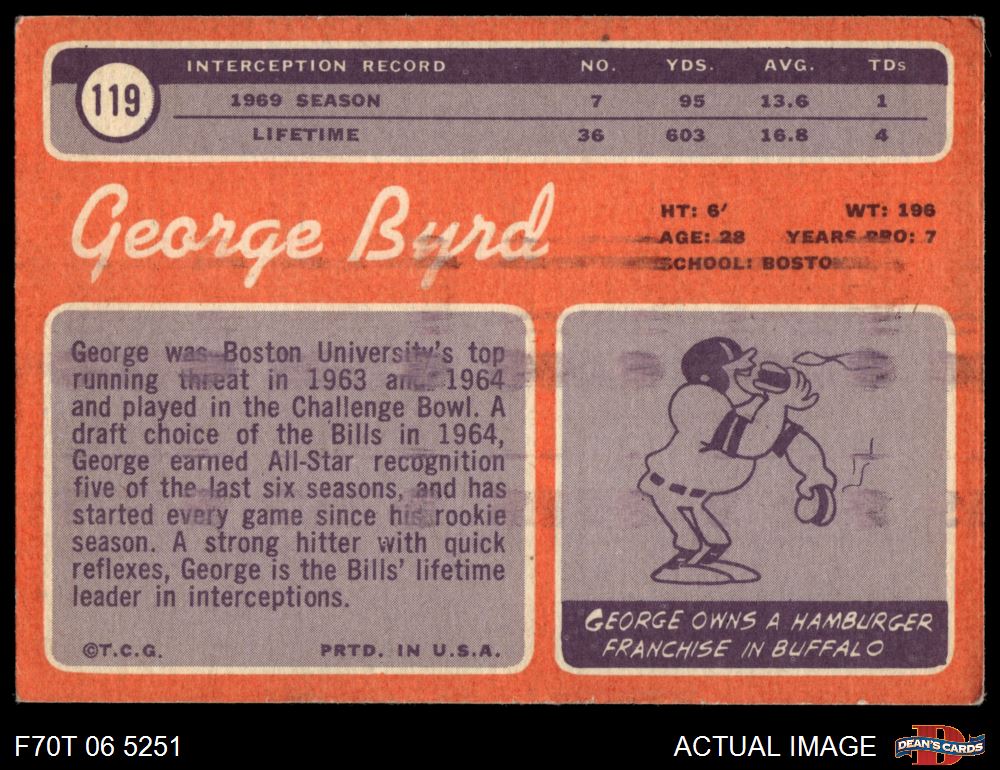 INTERCEPTION RECORD NO. YDS. AVG. TDs
119
1969 SEASON 7 95 13.6 1
LIFETIME 36 603 16.8 4
George Byrd
HT: 6' WT: 196
AGE: 28 YEARS PRO: 7
SCHOOL: BOSTON
George was Boston University's top
running threat in 1963 and 1964
and played in the Challenge Bowl. A
draft choice of the Bills in 1964,
George earned All-Star recognition
five of the last six seasons, and has
started every game since his rookie
season. A strong hitter with quick
reflexes, George is the Bills' lifetime
leader in interceptions.
©T.C.G. PRTD. IN U.S.A.
GEORGE OWNS A HAMBURGER
FRANCHISE IN BUFFALO
F70T 06 5251
ACTUAL IMAGE
DEAN'S CARDS